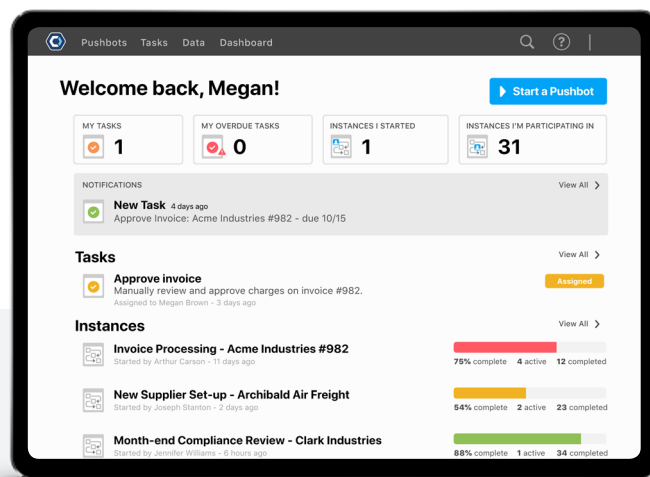 Pushbots Tasks Data Dashboard
Welcome back, Megan!
Start a Pushbot
MY TASKS
1
MY OVERDUE TASKS
0
INSTANCES I STARTED
1
INSTANCES I'M PARTICIPATING IN
31
NOTIFICATIONS
View All
New Task 4 days ago
Approve Invoice: Acme Industries #982 - due 10/15
Tasks
View All
Approve invoice
Manually review and approve charges on invoice #982.
Assigned to Megan Brown - 3 days ago
Assigned
Instances
View All
Invoice Processing - Acme Industries #982
Started by Arthur Carson - 11 days ago
75% complete 4 active 12 completed
New Supplier Set-up - Archibald Air Freight
Started by Joseph Stanton - 2 days ago
54% complete 2 active 23 completed
Month-end Compliance Review - Clark Industries
Started by Jennifer Williams - 6 hours ago
88% complete 1 active 34 completed